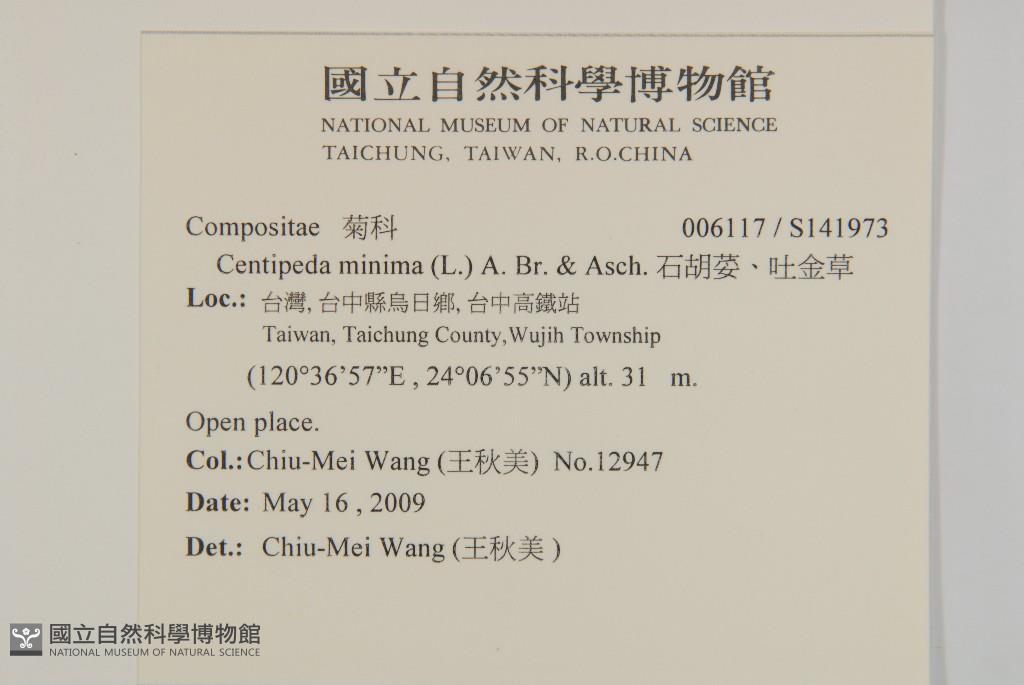 國立自然科學博物館
NATIONAL MUSEUM OF NATURAL SCIENCE
TAICHUNG, TAIWAN, R.O.CHINA
Compositae 菊科 006117 / S141973
Centipeda minima (L.) A. Br. & Asch. 石胡荽、吐金草
Loc.: 台灣, 台中縣烏日鄉, 台中高鐵站
Taiwan, Taichung County,Wujih Township
(120°36’57”E , 24°06’55”N) alt. 31 m.
Open place.
Col.: Chiu-Mei Wang (王秋美) No.12947
Date: May 16 , 2009
Det.: Chiu-Mei Wang (王秋美 )
國立自然科學博物館
NATIONAL MUSEUM OF NATURAL SCIENCE